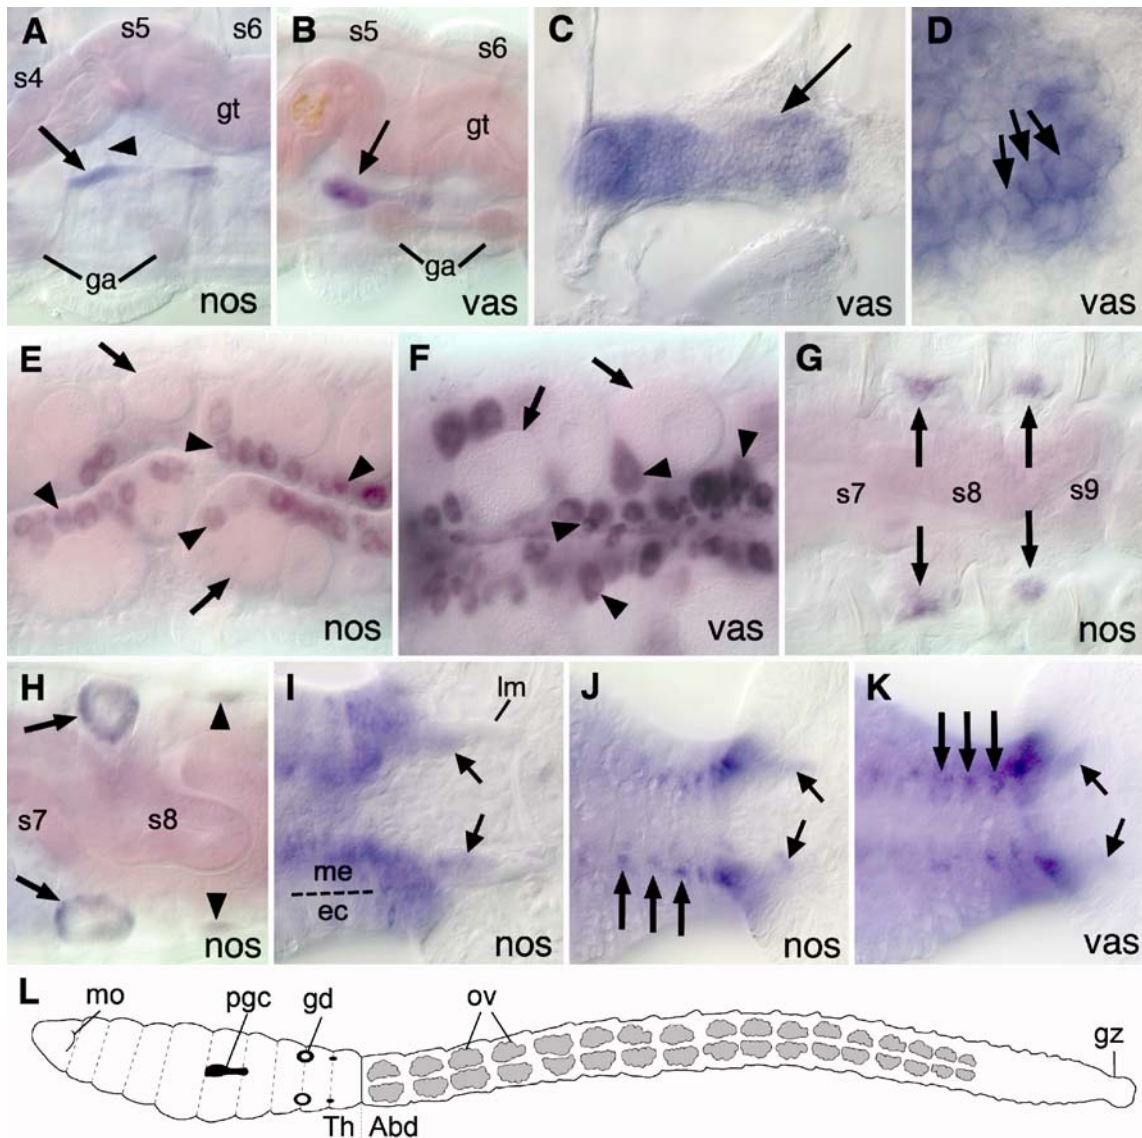 A s5 s6
s4
gt
ga
nos
B s5
s6
gt
ga
vas
C
vas
D
vas
E
nos
F
vas
G
s7 s8 s9
nos
H
s7 s8
nos
I
lm
me
ec
nos
J
nos
K
vas
L
mo pgc gd ov gz
Th Abd